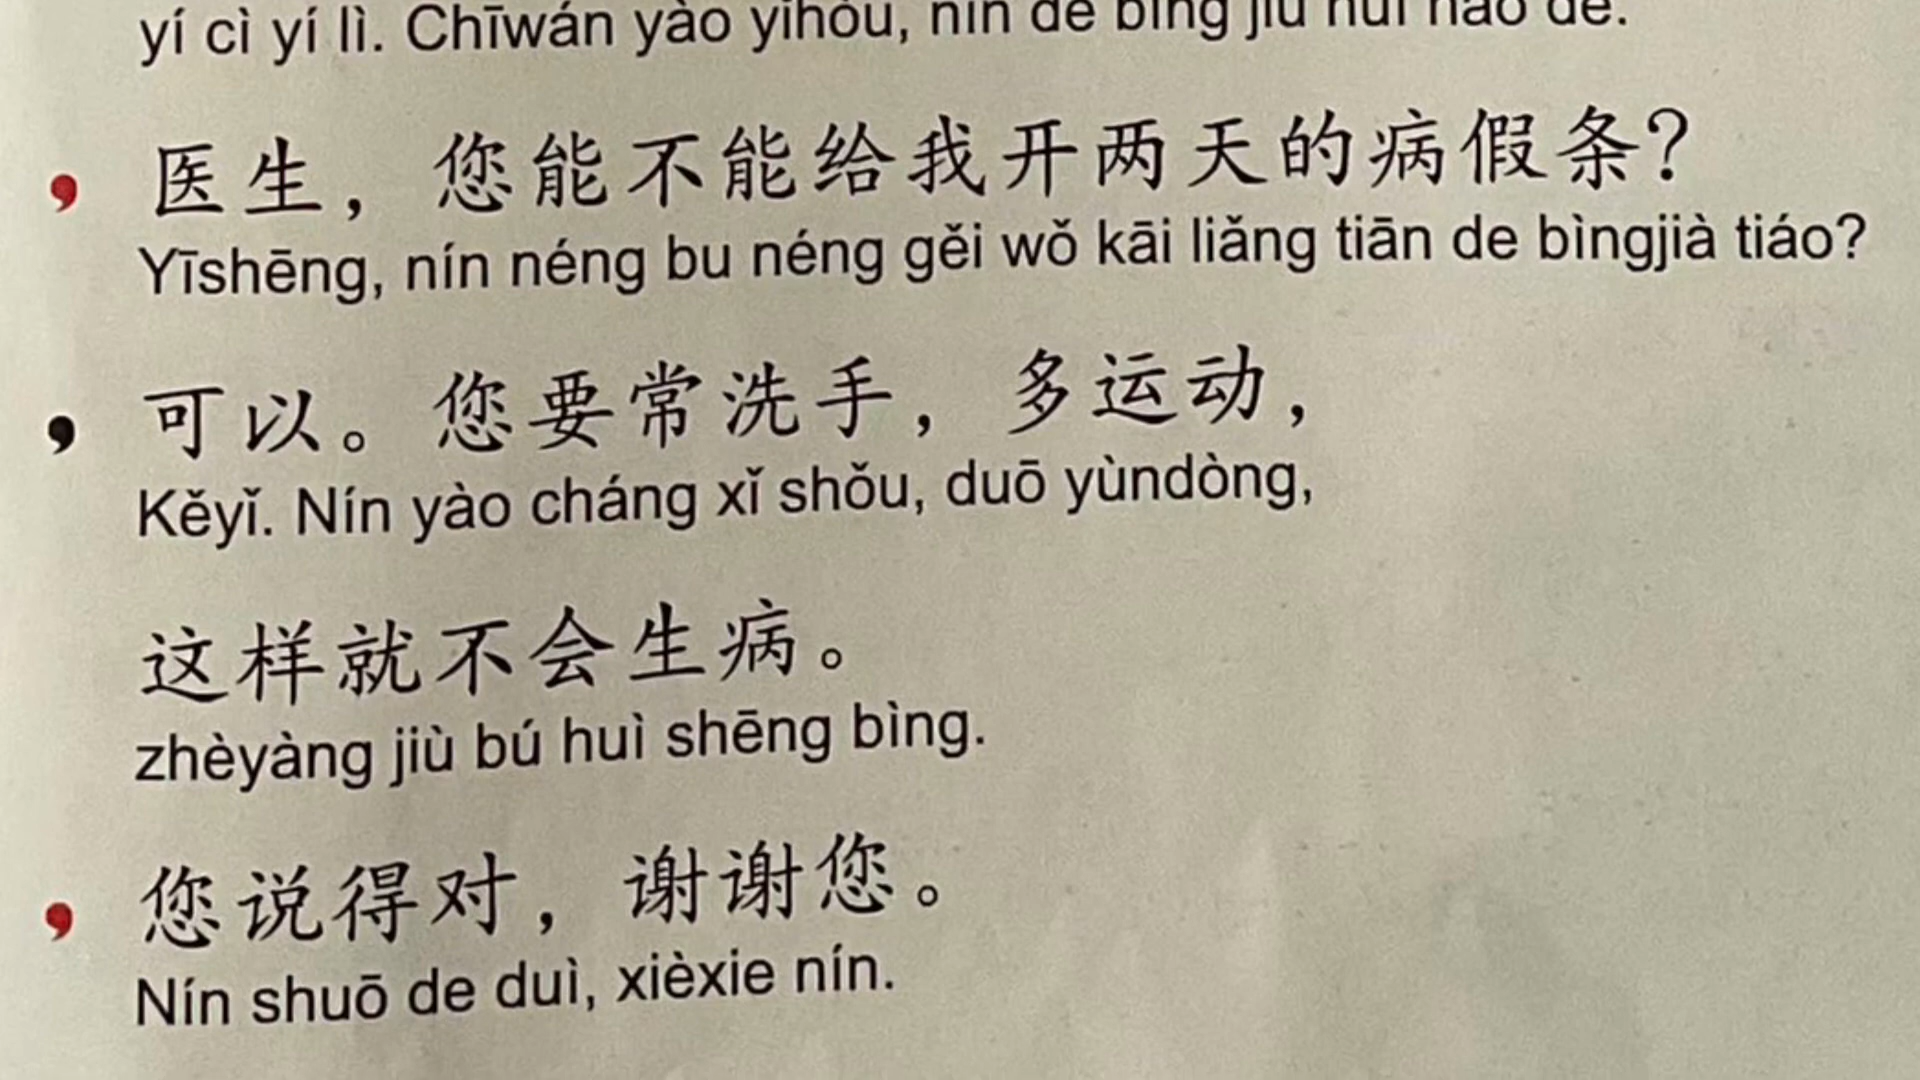 yí cì yí lì. Chīwán yào yǐhòu, nín de bìng jiù huì hǎo de.
医生，您能不能给我开两天的病假条？
Yīshēng, nín néng bu néng gěi wǒ kāi liǎng tiān de bìngjià tiáo?
可以。您要常洗手，多运动，
Kěyǐ. Nín yào cháng xǐ shǒu, duō yùndòng,
这样就不会生病。
zhèyàng jiù bú huì shēng bìng.
您说得对，谢谢您。
Nín shuō de duì, xièxie nín.